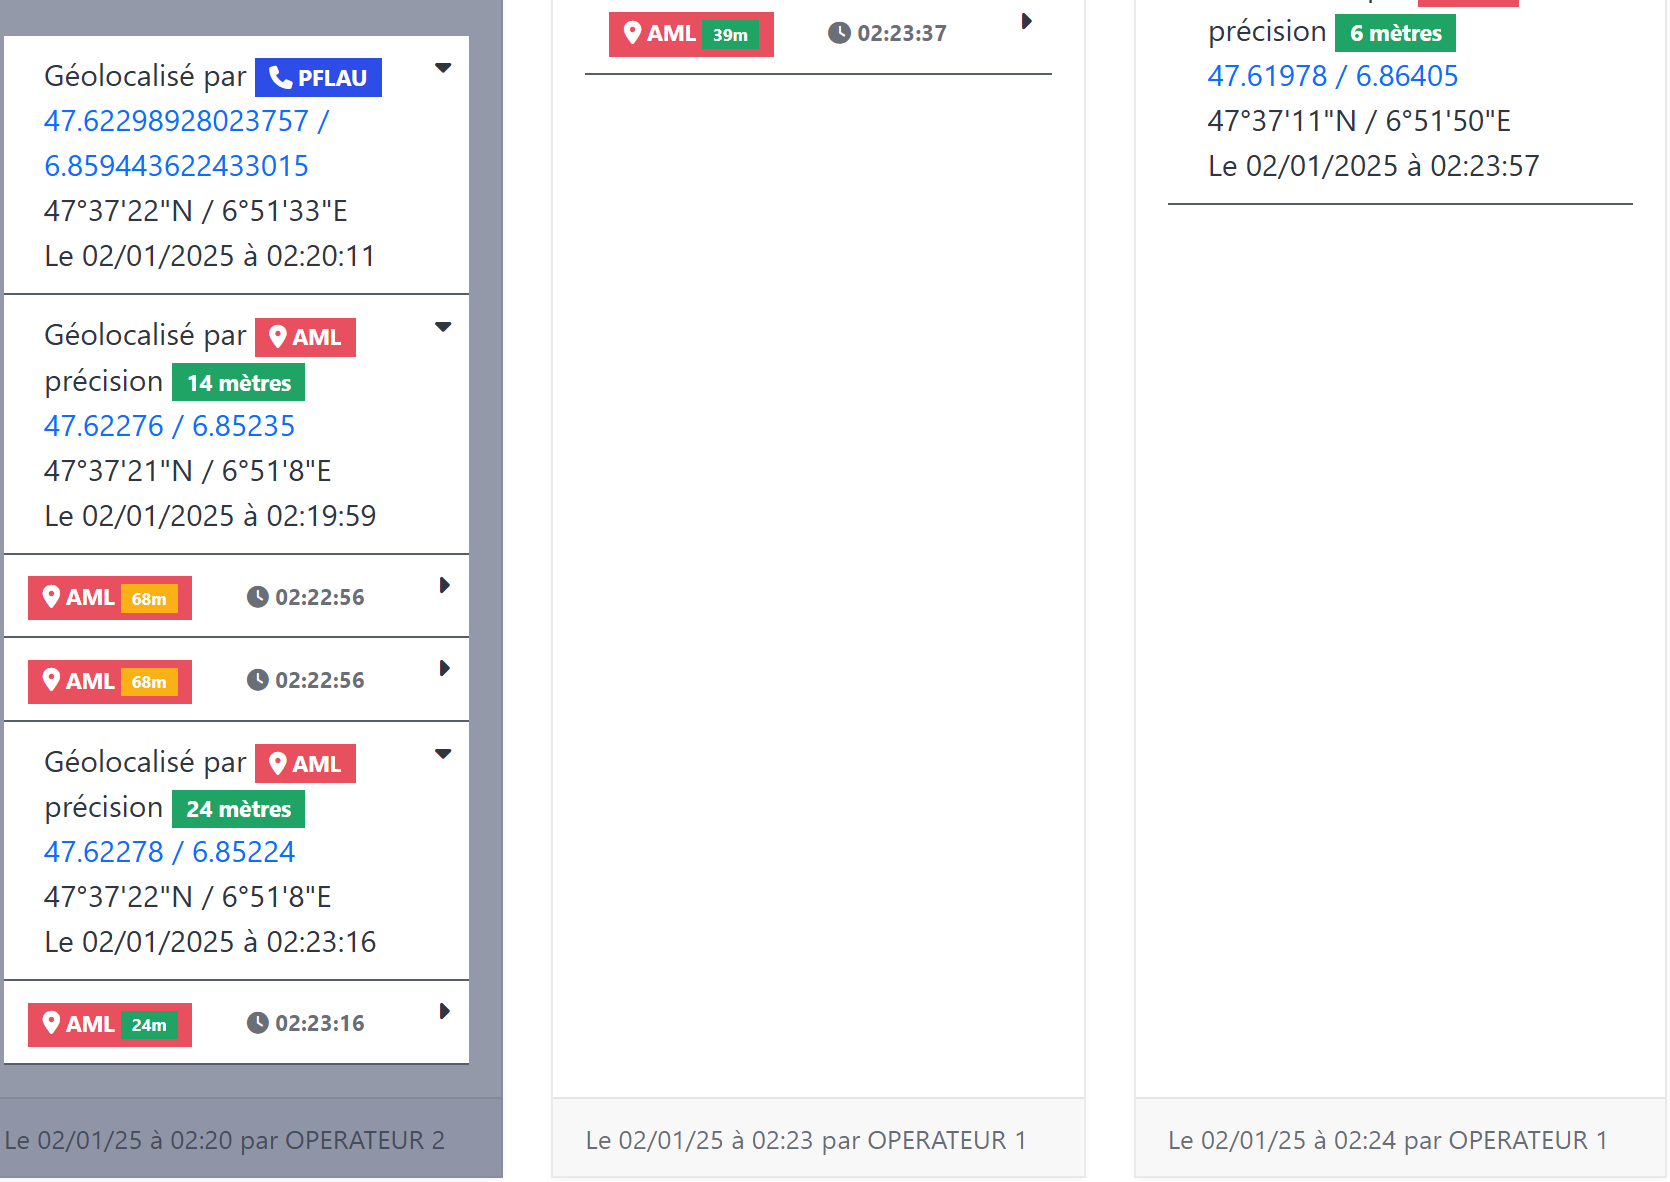 Géolocalisé par PFLAU
47.62298928023757 /
6.859443622433015
47°37'22"N / 6°51'33"E
Le 02/01/2025 à 02:20:11
Géolocalisé par AML
précision 14 mètres
47.62276 / 6.85235
47°37'21"N / 6°51'8"E
Le 02/01/2025 à 02:19:59
AML 68m 02:22:56
AML 68m 02:22:56
Géolocalisé par AML
précision 24 mètres
47.62278 / 6.85224
47°37'22"N / 6°51'8"E
Le 02/01/2025 à 02:23:16
AML 24m 02:23:16
Le 02/01/25 à 02:20 par OPERATEUR 2
AML 39m 02:23:37
Le 02/01/25 à 02:23 par OPERATEUR 1
précision 6 mètres
47.61978 / 6.86405
47°37'11"N / 6°51'50"E
Le 02/01/2025 à 02:23:57
Le 02/01/25 à 02:24 par OPERATEUR 1